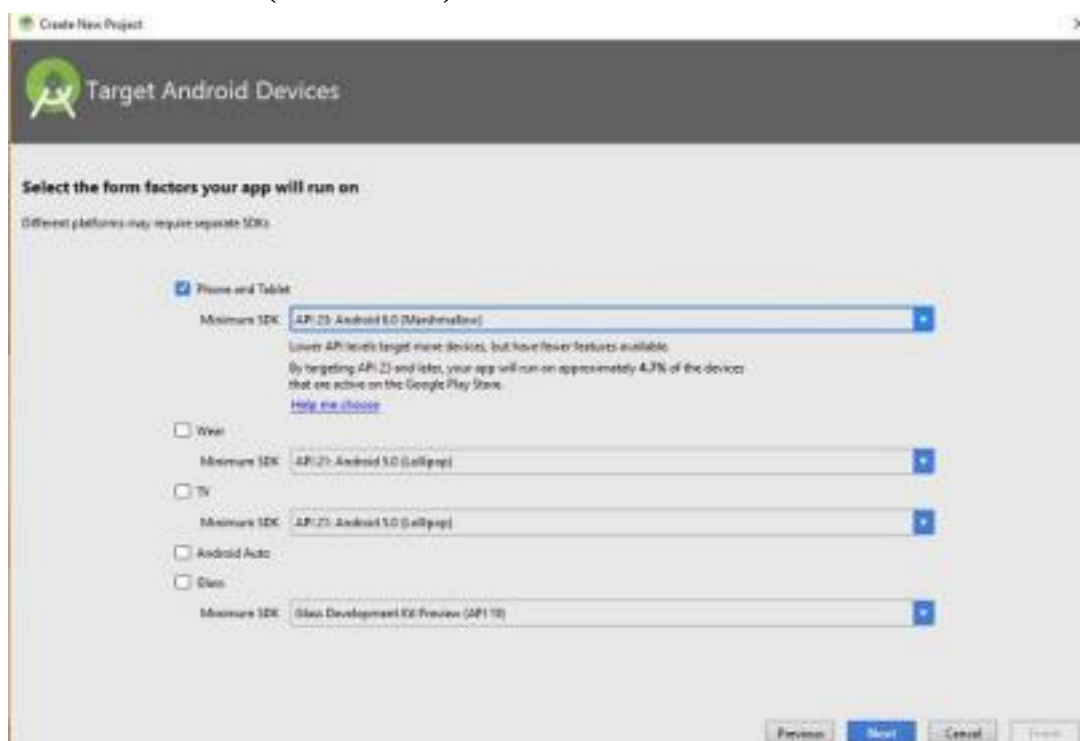 Create New Project
Target Android Devices
Select the form factors your app will run on
Different platforms may require separate SDKs
Phone and Tablet
Minimum SDK API 23: Android 6.0 (Marshmallow)
Lower API levels target more devices, but have fewer features available.
By targeting API 23 and later, your app will run on approximately 4.7% of the devices
that are active on the Google Play Store.
Help me choose
Wear
Minimum SDK API 21: Android 5.0 (Lollipop)
TV
Minimum SDK API 21: Android 5.0 (Lollipop)
Android Auto
Glass
Minimum SDK Glass Development Kit Preview (API 19)
Previous Next Cancel Finish